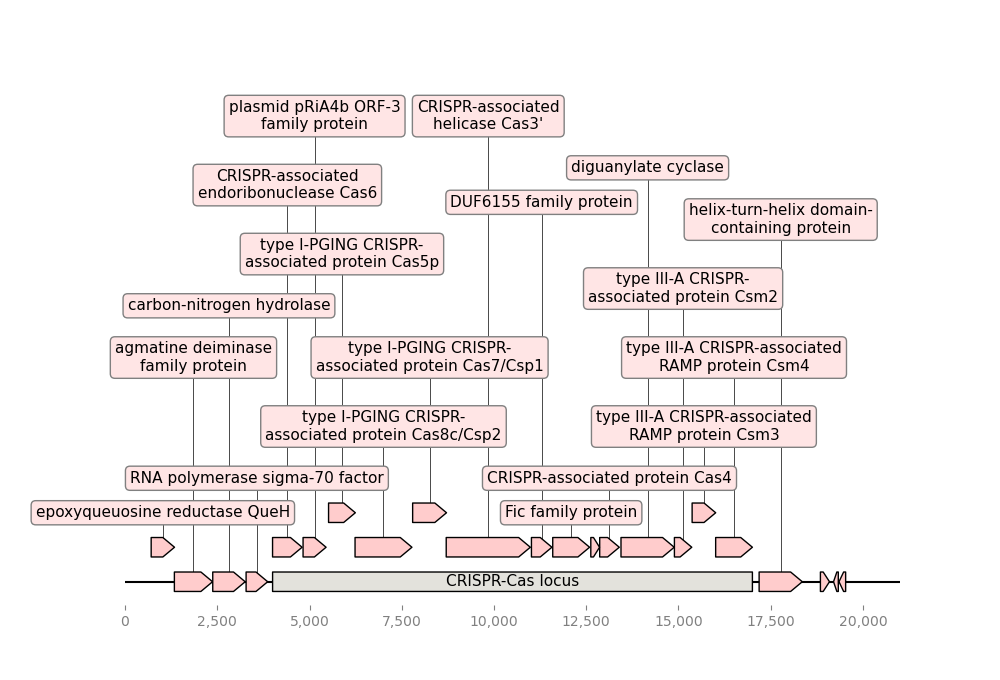 plasmid pRiA4b ORF-3
family protein
CRISPR-associated
helicase Cas3'
diguanylate cyclase
CRISPR-associated
endoribonuclease Cas6
DUF6155 family protein
helix-turn-helix domain-
containing protein
type I-PGING CRISPR-
associated protein Cas5p
type III-A CRISPR-
associated protein Csm2
carbon-nitrogen hydrolase
agmatine deiminase
family protein
type I-PGING CRISPR-
associated protein Cas7/Csp1
type III-A CRISPR-associated
RAMP protein Csm4
type I-PGING CRISPR-
associated protein Cas8c/Csp2
type III-A CRISPR-associated
RAMP protein Csm3
RNA polymerase sigma-70 factor
CRISPR-associated protein Cas4
epoxyqueuosine reductase QueH
Fic family protein
CRISPR-Cas locus
0
2,500
5,000
7,500
10,000
12,500
15,000
17,500
20,000